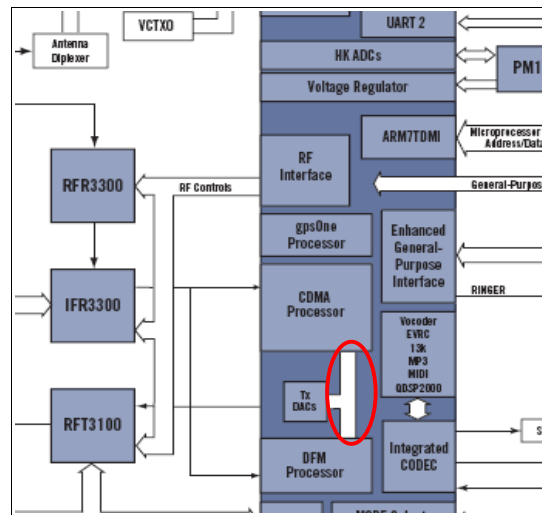 VCTXO
UART 2
Antenna
Diplexer
HK ADCs
PM1
Voltage Regulator
ARM7TDMI
Microprocessor
Address/Data
RF
Interface
RFR3300
RF Controls
General-Purpos
gpsOne
Processor
Enhanced
General-
Purpose
Interface
CDMA
Processor
IFR3300
RINGER
Vocoder
EVRC
13k
MP3
MIDI
QDSP2000
Tx
DACs
RFT3100
DFM
Processor
Integrated
CODEC
S